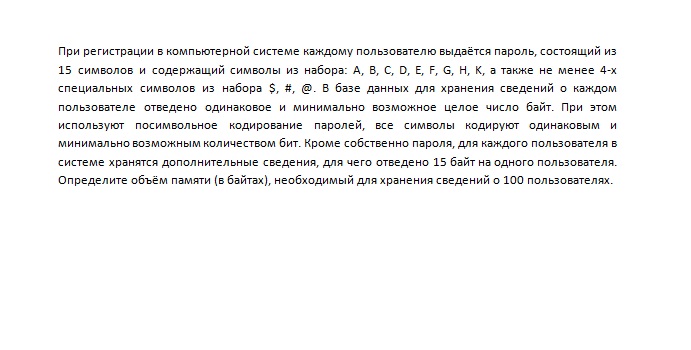 При регистрации в компьютерной системе каждому пользователю выдаётся пароль, состоящий из
15 символов и содержащий символы из набора: A, B, C, D, E, F, G, H, K, а также не менее 4-х
специальных символов из набора $, #, @. В базе данных для хранения сведений о каждом
пользователе отведено одинаковое и минимально возможное целое число байт. При этом
используют посимвольное кодирование паролей, все символы кодируют одинаковым и
минимально возможным количеством бит. Кроме собственно пароля, для каждого пользователя в
системе хранятся дополнительные сведения, для чего отведено 15 байт на одного пользователя.
Определите объём памяти (в байтах), необходимый для хранения сведений о 100 пользователях.